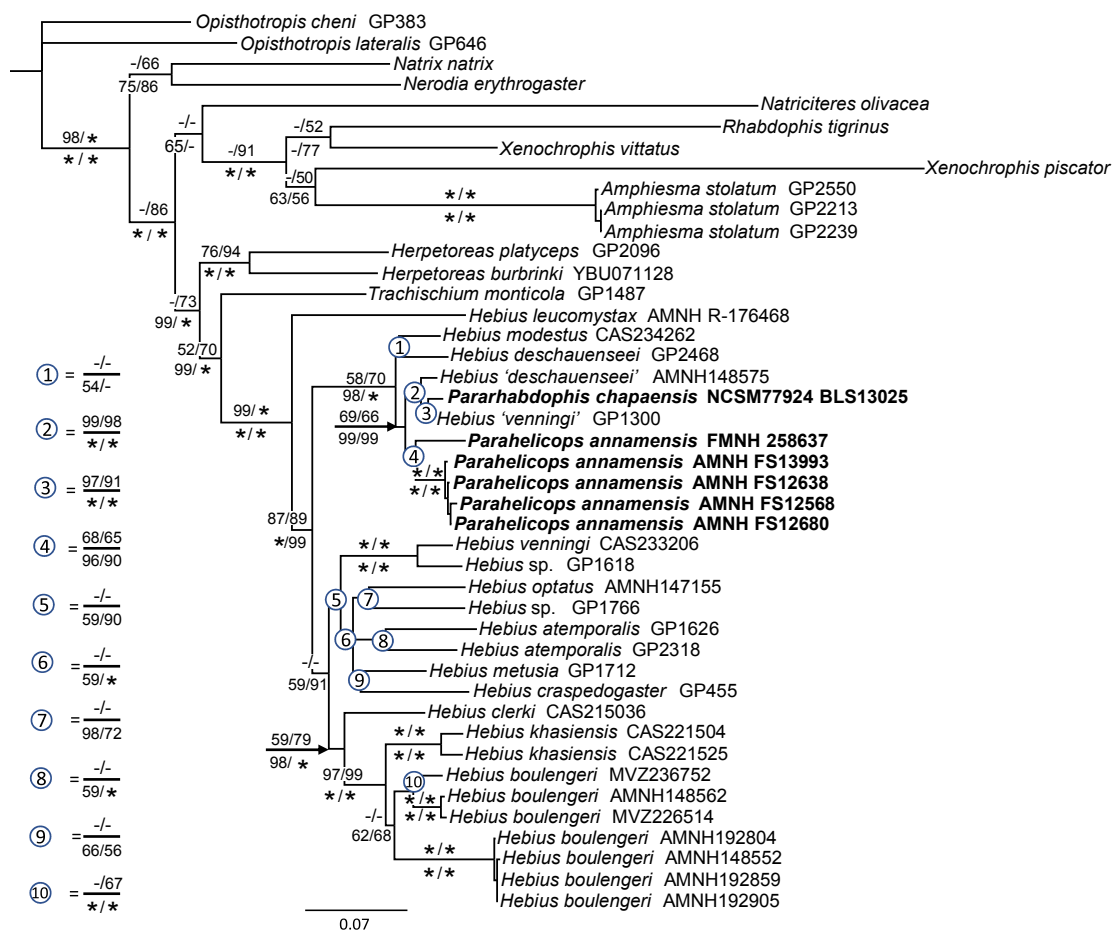 Opisthotropis cheni GP383
Opisthotropis lateralis GP646
-/66
Natrix natrix
75/86
Nerodia erythrogaster
-/-
Natriciteres olivacea
98/*
*/*
65/-
-/91
*/*
-/52
Rhabdophis tigrinus
-/77
Xenochrophis vittatus
-/50
Xenochrophis piscator
63/56
*/*
*/*
Amphiesma stolatum GP2550
Amphiesma stolatum GP2213
Amphiesma stolatum GP2239
-/86
*/*
76/94
*/*
Herpetoreas platyceps GP2096
Herpetoreas burbrinki YBU071128
-/73
99/*
Trachischium monticola GP1487
52/70
99/*
Hebius leucomystax AMNH R-176468
Hebius modestus CAS234262
1
Hebius deschauenseei GP2468
58/70
98/*
Hebius 'deschauenseei' AMNH148575
2
Pararhabdophis chapaensis NCSM77924 BLS13025
3
Hebius 'venningi' GP1300
99/*
*/*
69/66
99/99
Parahelicops annamensis FMNH 258637
4
Parahelicops annamensis AMNH FS13993
*/*
*/*
Parahelicops annamensis AMNH FS12638
Parahelicops annamensis AMNH FS12568
Parahelicops annamensis AMNH FS12680
87/89
*/99
*/*
*/*
Hebius venningi CAS233206
Hebius sp. GP1618
Hebius optatus AMNH147155
5
7
Hebius sp. GP1766
Hebius atemporalis GP1626
6
8
Hebius atemporalis GP2318
-/-
59/91
Hebius metusia GP1712
9
Hebius craspedogaster GP455
Hebius clerki CAS215036
59/79
98/*
*/*
*/*
Hebius khasiensis CAS221504
Hebius khasiensis CAS221525
97/99
*/*
Hebius boulengeri MVZ236752
10
Hebius boulengeri AMNH148562
*/*
*/*
Hebius boulengeri MVZ226514
-/-
62/68
Hebius boulengeri AMNH192804
*/*
*/*
Hebius boulengeri AMNH148552
Hebius boulengeri AMNH192859
Hebius boulengeri AMNH192905
1 = -/-
54/-
2 = 99/98
*/*
3 = 97/91
*/*
4 = 68/65
96/90
5 = -/-
59/90
6 = -/-
59/*
7 = -/-
98/72
8 = -/-
59/*
9 = -/-
66/56
10 = -/67
*/*
0.07